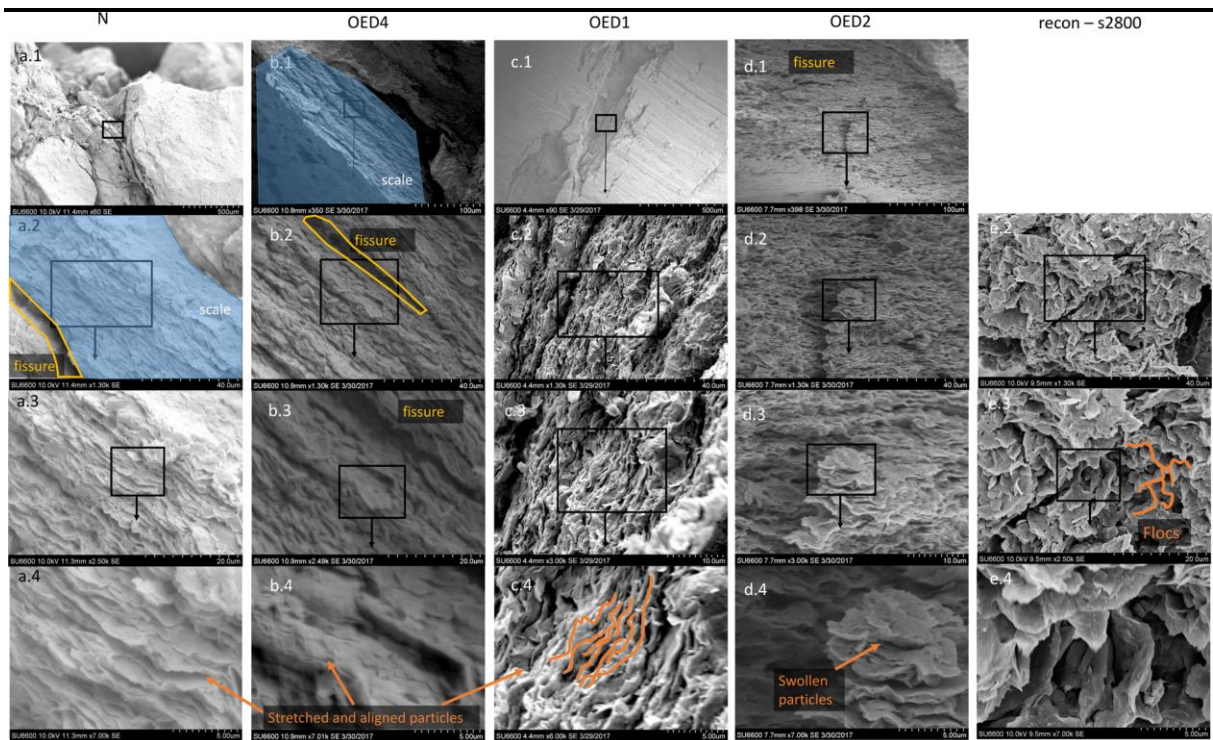 N
OED4
OED1
OED2
recon – s2800
a.1
SU6600 10.0kV 11.4mm x60 SE
500um
b.1
scale
SU6600 10.8mm x350 SE 3/30/2017
100um
c.1
SU6600 4.4mm x90 SE 3/29/2017
500um
d.1
fissure
SU6600 7.7mm x398 SE 3/30/2017
100um
a.2
scale
fissure
SU6600 10.0kV 11.4mm x1.30k SE
40.0um
b.2
fissure
SU6600 10.9mm x1.30k SE 3/30/2017
40.0um
c.2
SU6600 4.4mm x1.30k SE 3/29/2017
40.0um
d.2
SU6600 7.7mm x1.30k SE 3/30/2017
40.0um
e.2
SU6600 10.0kV 9.5mm x1.30k SE
40.0um
a.3
SU6600 10.0kV 11.3mm x2.50k SE
20.0um
b.3
fissure
SU6600 10.9mm x2.49k SE 3/30/2017
20.0um
c.3
SU6600 4.4mm x3.00k SE 3/29/2017
10.0um
d.3
SU6600 7.7mm x3.00k SE 3/30/2017
10.0um
e.3
Flocs
SU6600 10.0kV 9.5mm x2.50k SE
20.0um
a.4
SU6600 10.0kV 11.3mm x7.00k SE
5.00um
b.4
Stretched and aligned particles
SU6600 10.9mm x7.01k SE 3/30/2017
5.00um
c.4
SU6600 4.4mm x6.00k SE 3/29/2017
5.00um
d.4
Swollen
particles
SU6600 7.7mm x7.00k SE 3/30/2017
5.00um
e.4
SU6600 10.0kV 9.5mm x7.00k SE
5.00um